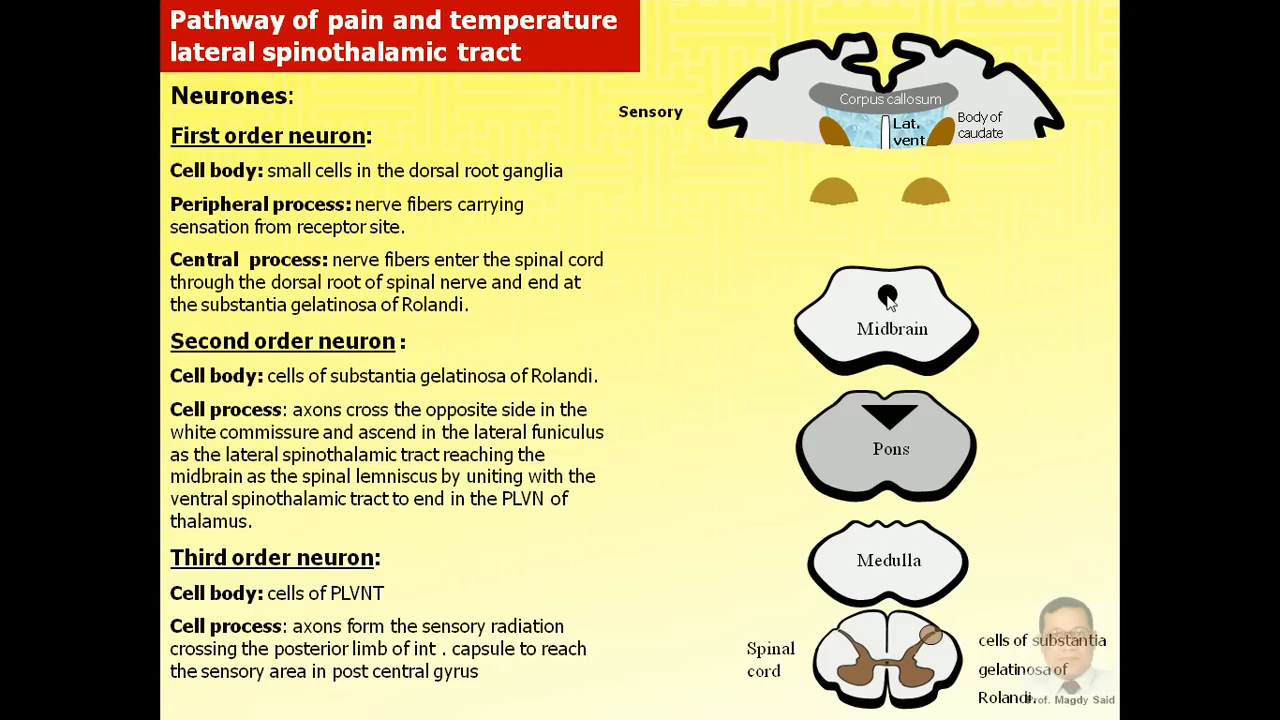 Pathway of pain and temperature
lateral spinothalamic tract
Neurones:
First order neuron:
Cell body: small cells in the dorsal root ganglia
Peripheral process: nerve fibers carrying
sensation from receptor site.
Central process: nerve fibers enter the spinal cord
through the dorsal root of spinal nerve and end at
the substantia gelatinosa of Rolandi.
Second order neuron :
Cell body: cells of substantia gelatinosa of Rolandi.
Cell process: axons cross the opposite side in the
white commissure and ascend in the lateral funiculus
as the lateral spinothalamic tract reaching the
midbrain as the spinal lemniscus by uniting with the
ventral spinothalamic tract to end in the PLVN of
thalamus.
Third order neuron:
Cell body: cells of PLVNT
Cell process: axons form the sensory radiation
crossing the posterior limb of int . capsule to reach
the sensory area in post central gyrus
Sensory
Corpus callosum
Lat.
vent
Body of
caudate
Midbrain
Pons
Medulla
Spinal
cord
cells of substantia
gelatinosa of
Rolandi.
Prof. Magdy Said